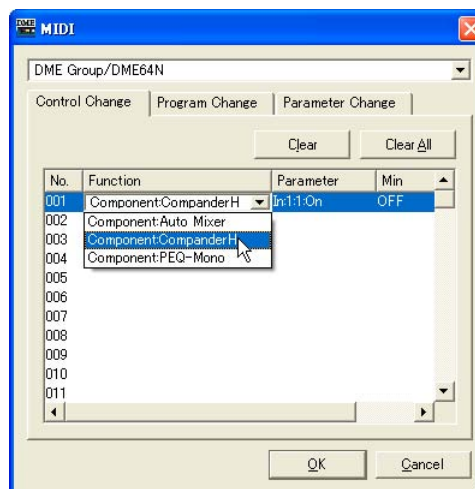 DME MIDI
DME Group/DME64N
Control Change Program Change Parameter Change
Clear Clear All
No. Function Parameter Min
001 Component:CompanderH In:1:1:On OFF
002 Component:Auto Mixer
003 Component:CompanderH
004 Component:PEQ-Mono
005
006
007
008
009
010
011
OK Cancel